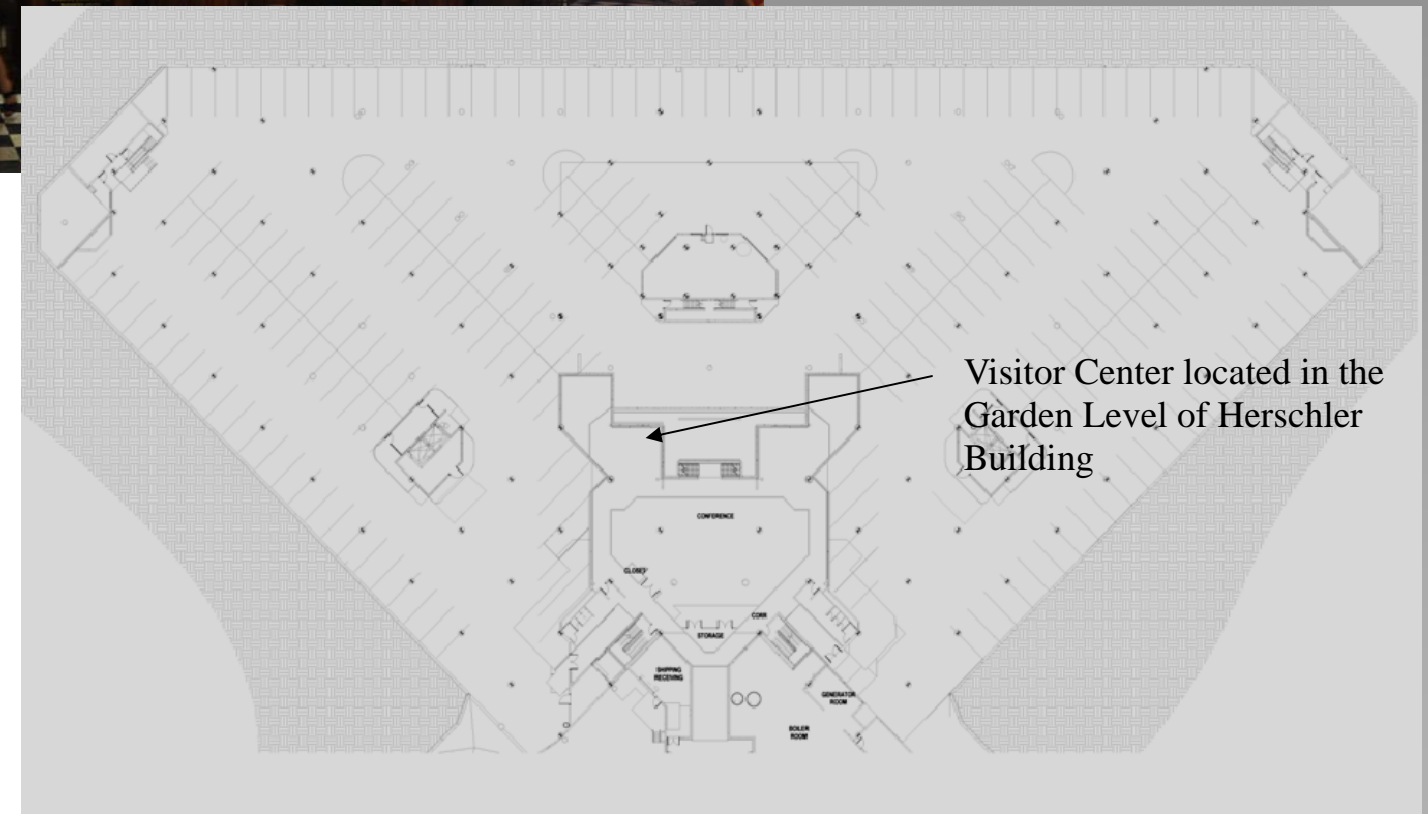 Visitor Center located in the
Garden Level of Herschler
Building
CONFERENCE
CLOSET
CORR
STORAGE
SHIPPING
RECEIVING
GENERATOR
ROOM
BOILER
ROOM